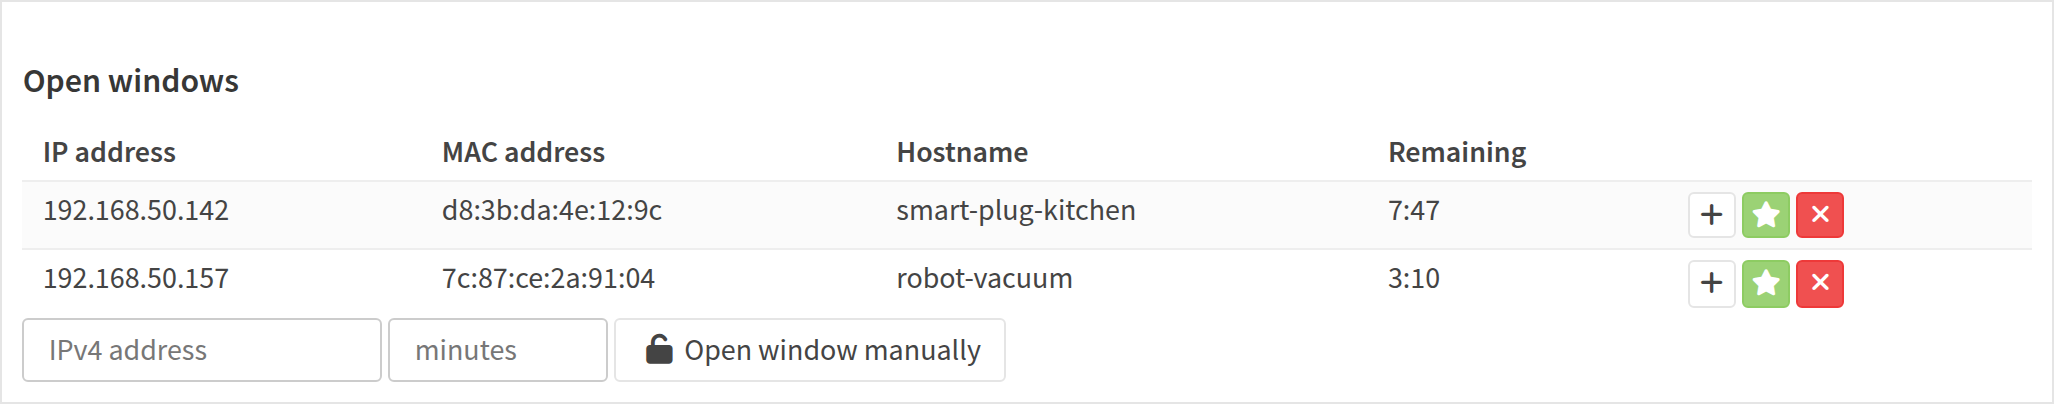 Open windows
IP address MAC address Hostname Remaining
192.168.50.142 d8:3b:da:4e:12:9c smart-plug-kitchen 7:47
192.168.50.157 7c:87:ce:2a:91:04 robot-vacuum 3:10
IPv4 address minutes Open window manually